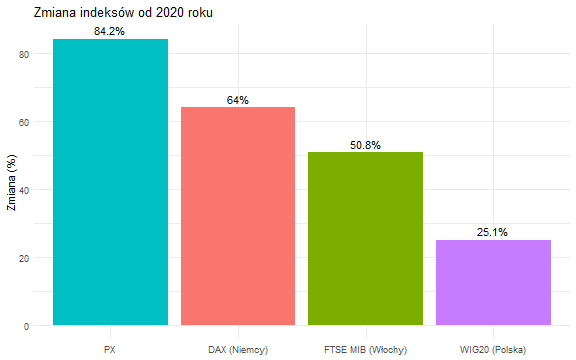 Zmiana indeksów od 2020 roku
84.2%
64%
50.8%
25.1%
Zmiana (%)
80
60
40
20
0
PX
DAX (Niemcy)
FTSE MIB (Włochy)
WIG20 (Polska)